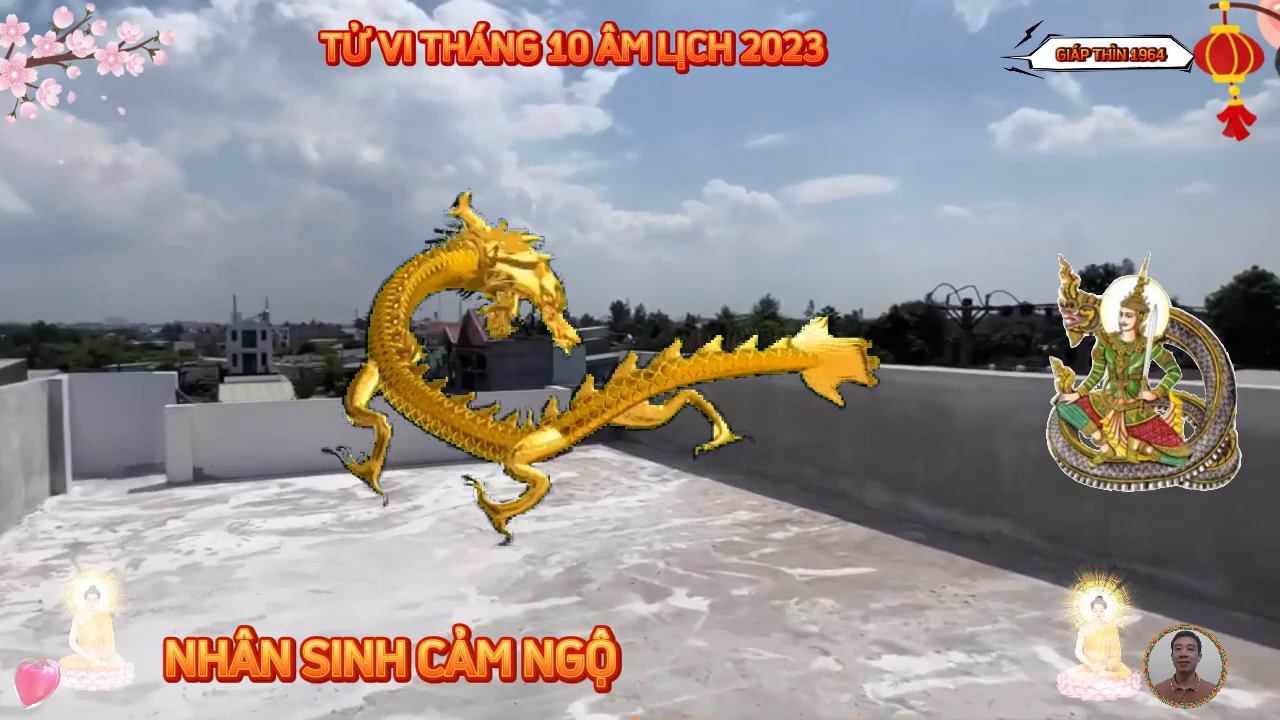 TỬ VI THÁNG 10 ÂM LỊCH 2023
GIÁP THÌN 1964
NHÂN SINH CẢM NGỘ